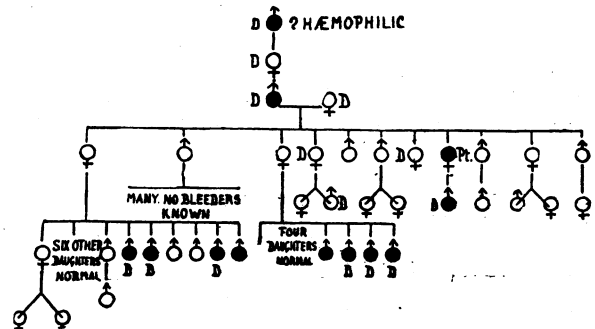 D ? HÆMOPHILIC
D
D D
D D Pt.
MANY. NO BLEEDERS
KNOWN
D D
SIX OTHER
DAUGHTERS
NORMAL
FOUR
DAUGHTERS
NORMAL
B B D B D D